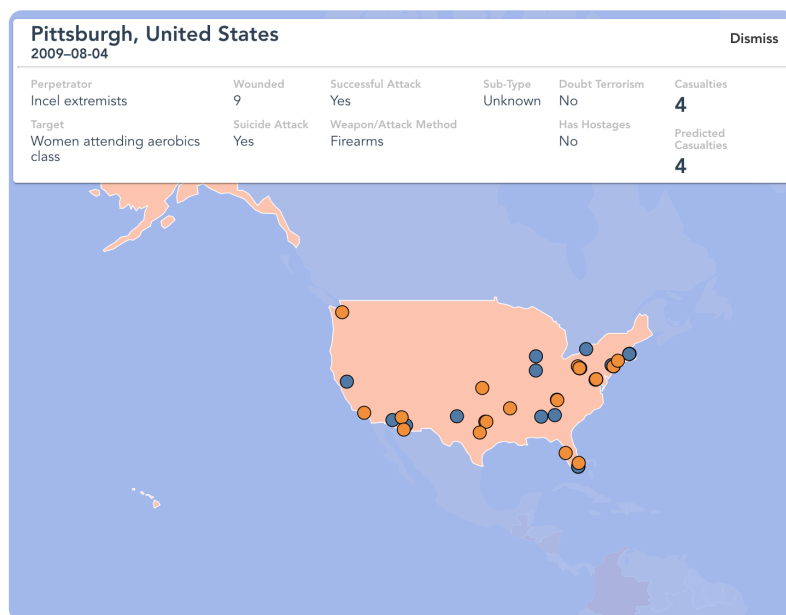 Pittsburgh, United States
2009–08-04
Dismiss
Perpetrator
Incel extremists
Wounded
9
Successful Attack
Yes
Sub-Type
Unknown
Doubt Terrorism
No
Casualties
4
Target
Women attending aerobics
class
Suicide Attack
Yes
Weapon/Attack Method
Firearms
Has Hostages
No
Predicted
Casualties
4